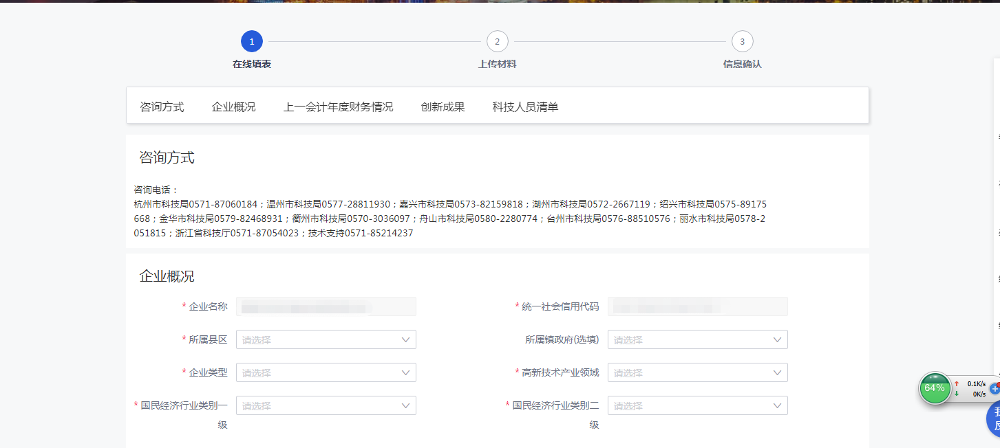 1
2
3
在线填表
上传材料
信息确认
咨询方式 企业概况 上一会计年度财务情况 创新成果 科技人员清单
咨询方式
咨询电话：
杭州市科技局0571-87060184；温州市科技局0577-28811930；嘉兴市科技局0573-82159818；湖州市科技局0572-2667119；绍兴市科技局0575-89175
668；金华市科技局0579-82468931；衢州市科技局0570-3036097；舟山市科技局0580-2280774；台州市科技局0576-88510576；丽水市科技局0578-2
051815；浙江省科技厅0571-87054023；技术支持0571-85214237
企业概况
* 企业名称
* 统一社会信用代码
* 所属县区 请选择
所属镇政府(选填) 请选择
* 企业类型 请选择
* 高新技术产业领域 请选择
* 国民经济行业类别一
级
请选择
* 国民经济行业类别二
级
请选择
64%
0.1K/s
0K/s